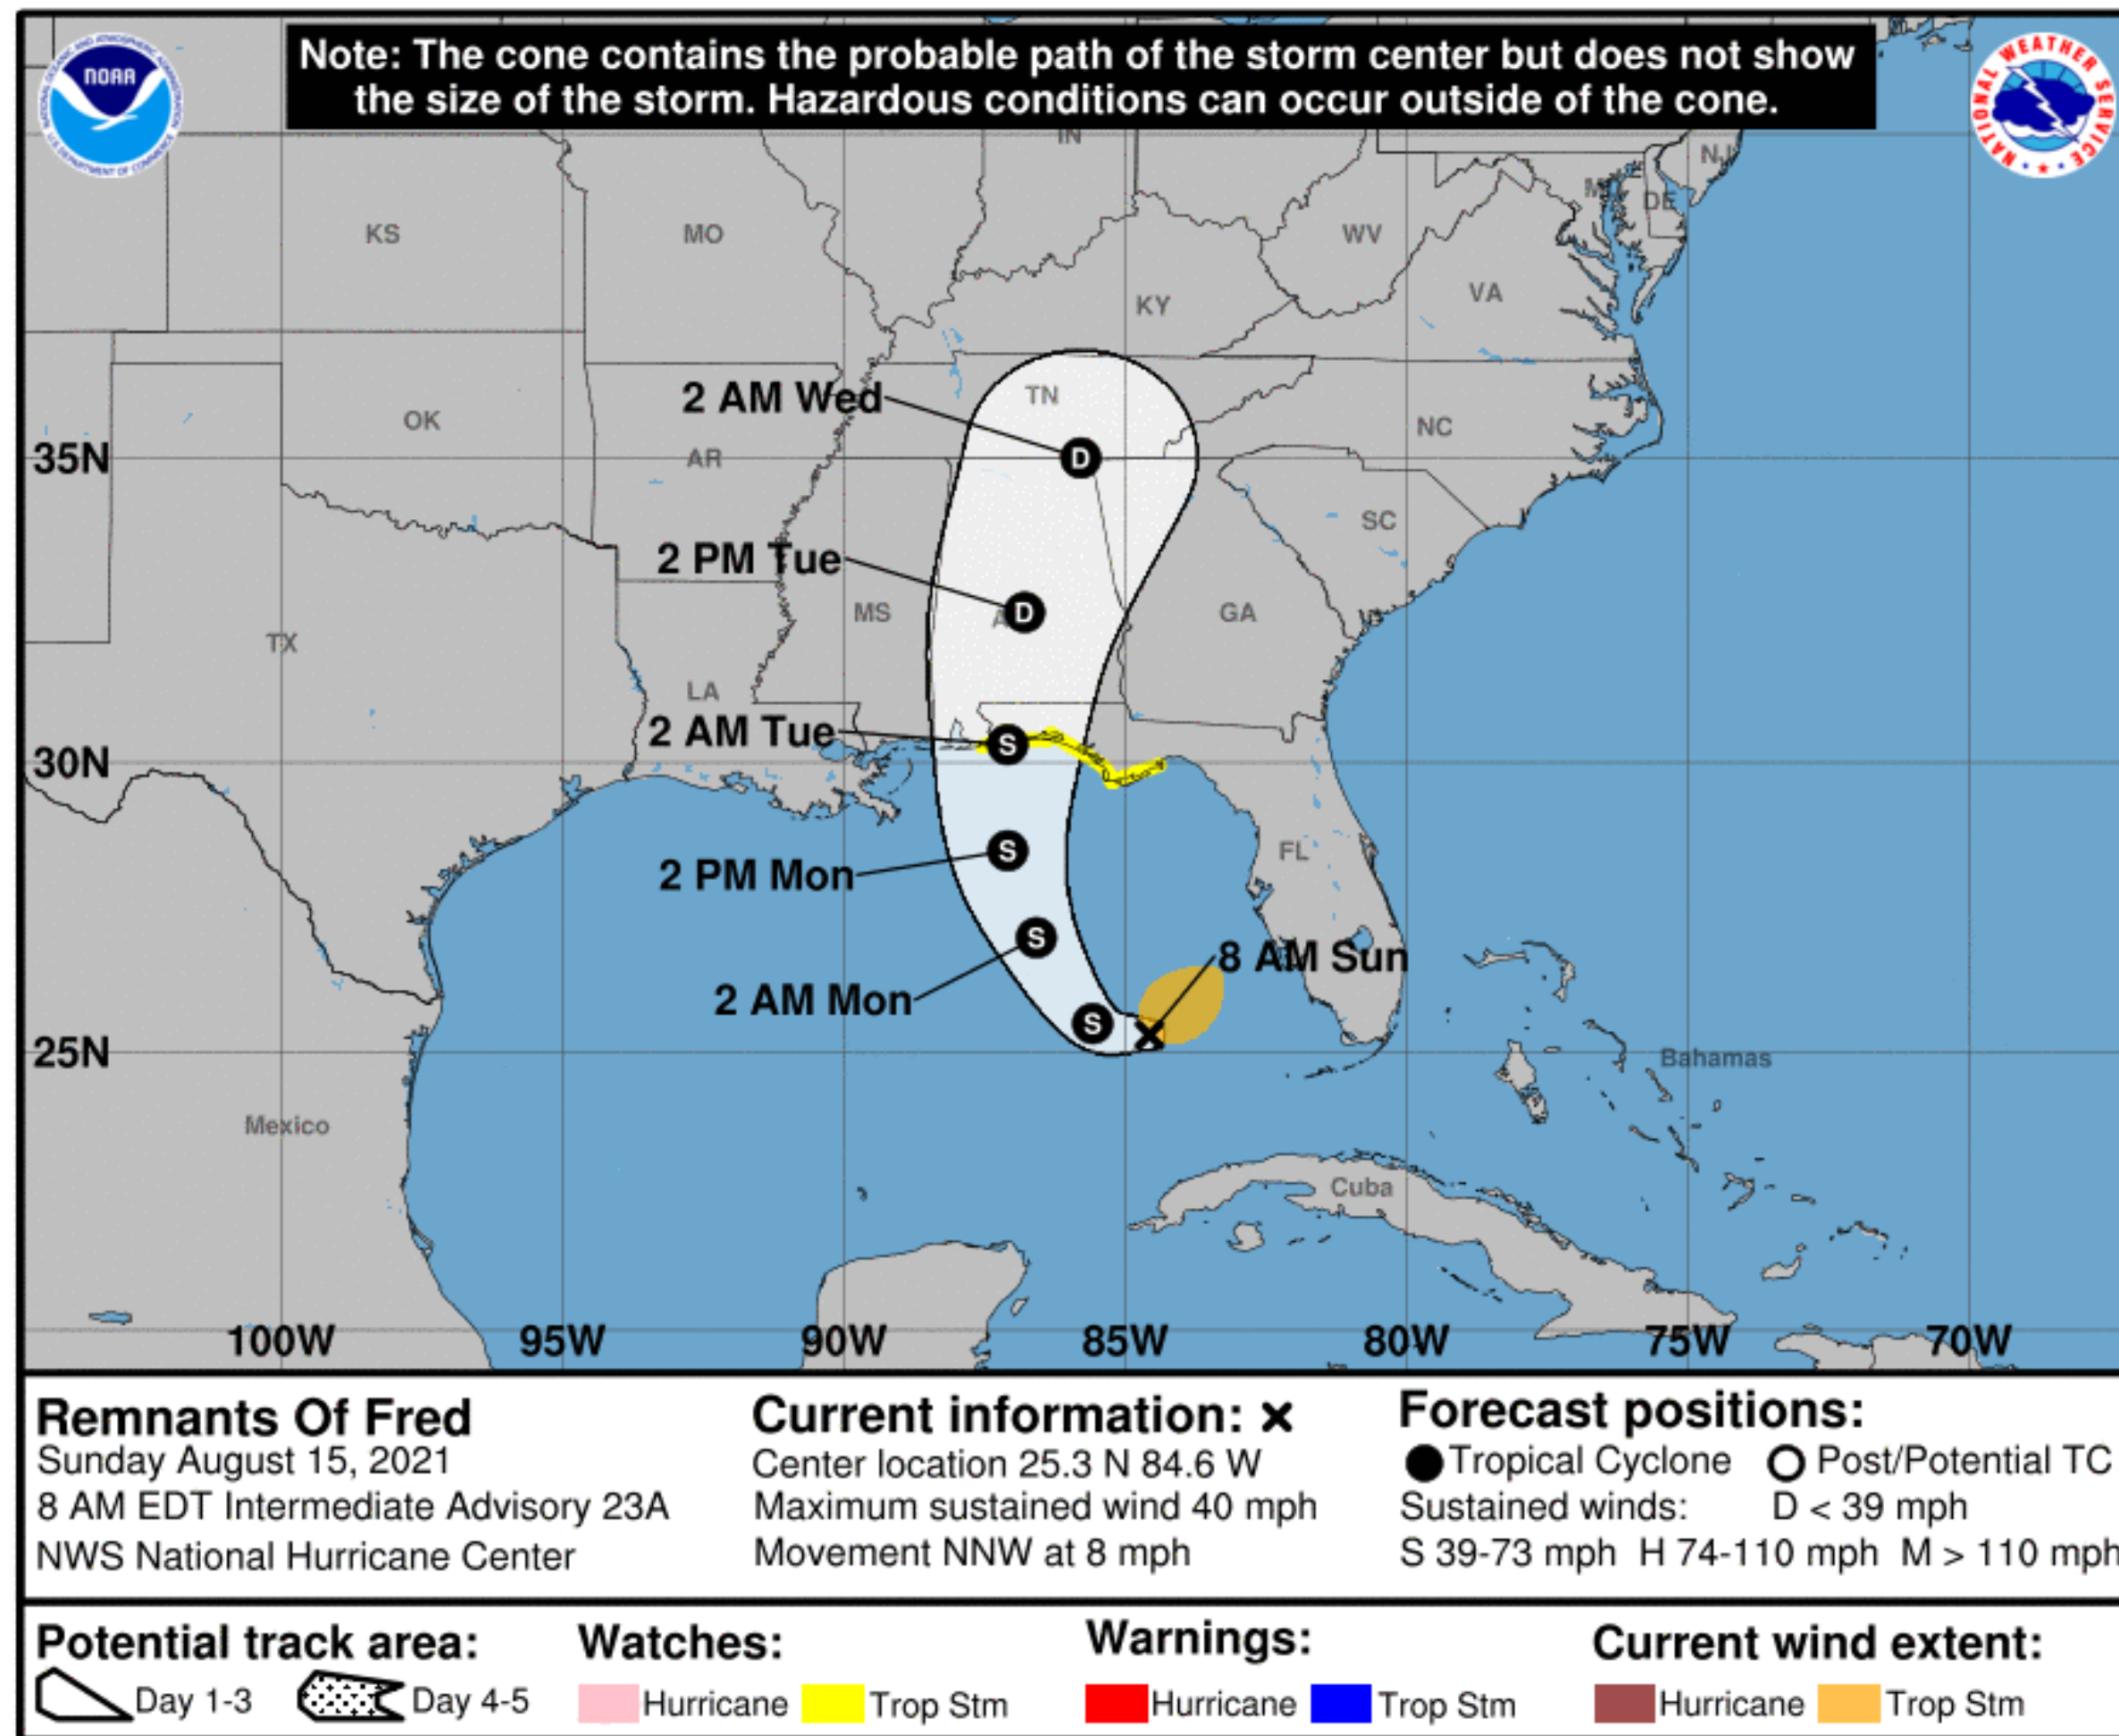 Note: The cone contains the probable path of the storm center but does not show
the size of the storm. Hazardous conditions can occur outside of the cone.
NOAA
NATIONAL WEATHER SERVICE
IN
NJ
DE
KS
MO
WV
VA
KY
2 AM Wed
TN
OK
NC
35N
AR
D
SC
2 PM Tue
MS
D
GA
TX
LA
2 AM Tue
S
30N
FL
S
2 PM Mon
S
8 AM Sun
2 AM Mon
S
25N
Bahamas
Mexico
Cuba
100W 95W 90W 85W 80W 75W 70W
Remnants Of Fred
Sunday August 15, 2021
8 AM EDT Intermediate Advisory 23A
NWS National Hurricane Center
Current information: x
Center location 25.3 N 84.6 W
Maximum sustained wind 40 mph
Movement NNW at 8 mph
Forecast positions:
Tropical Cyclone Post/Potential TC
Sustained winds: D < 39 mph
S 39-73 mph H 74-110 mph M > 110 mph
Potential track area:
Day 1-3 Day 4-5
Watches:
Hurricane Trop Stm
Warnings:
Hurricane Trop Stm
Current wind extent:
Hurricane Trop Stm